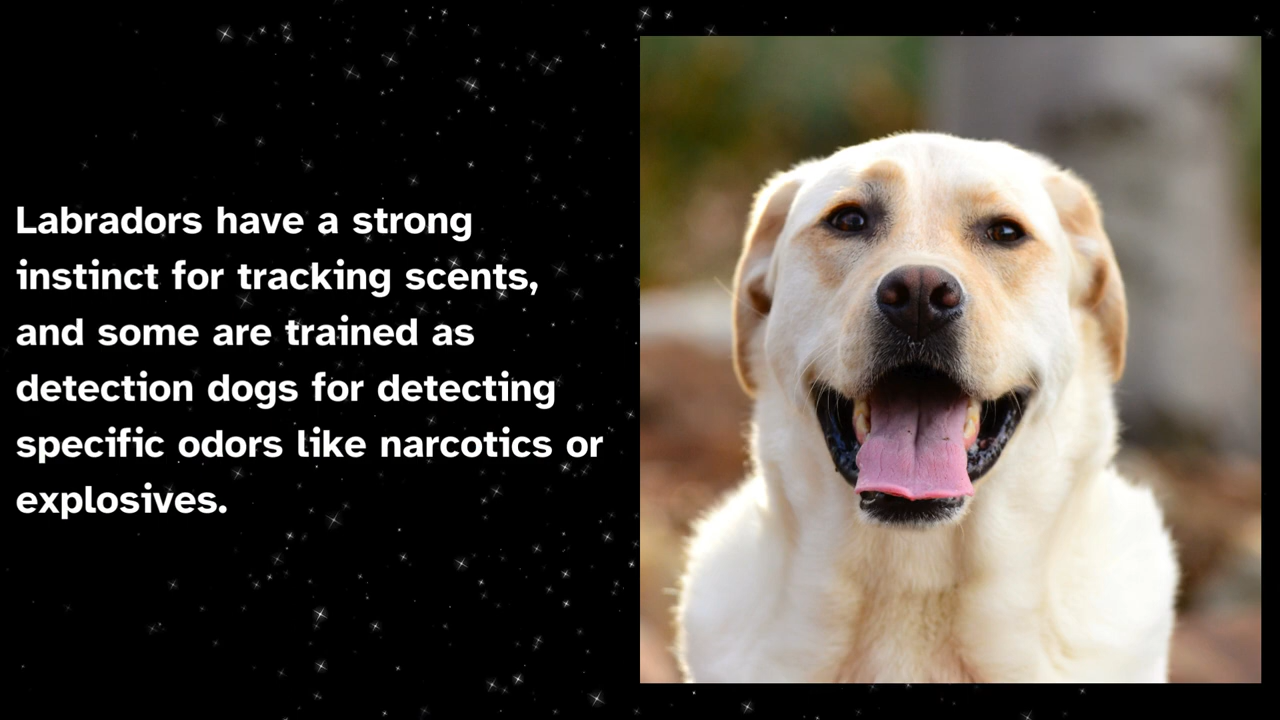 Labradors have a strong
instinct for tracking scents,
and some are trained as
detection dogs for detecting
specific odors like narcotics or
explosives.